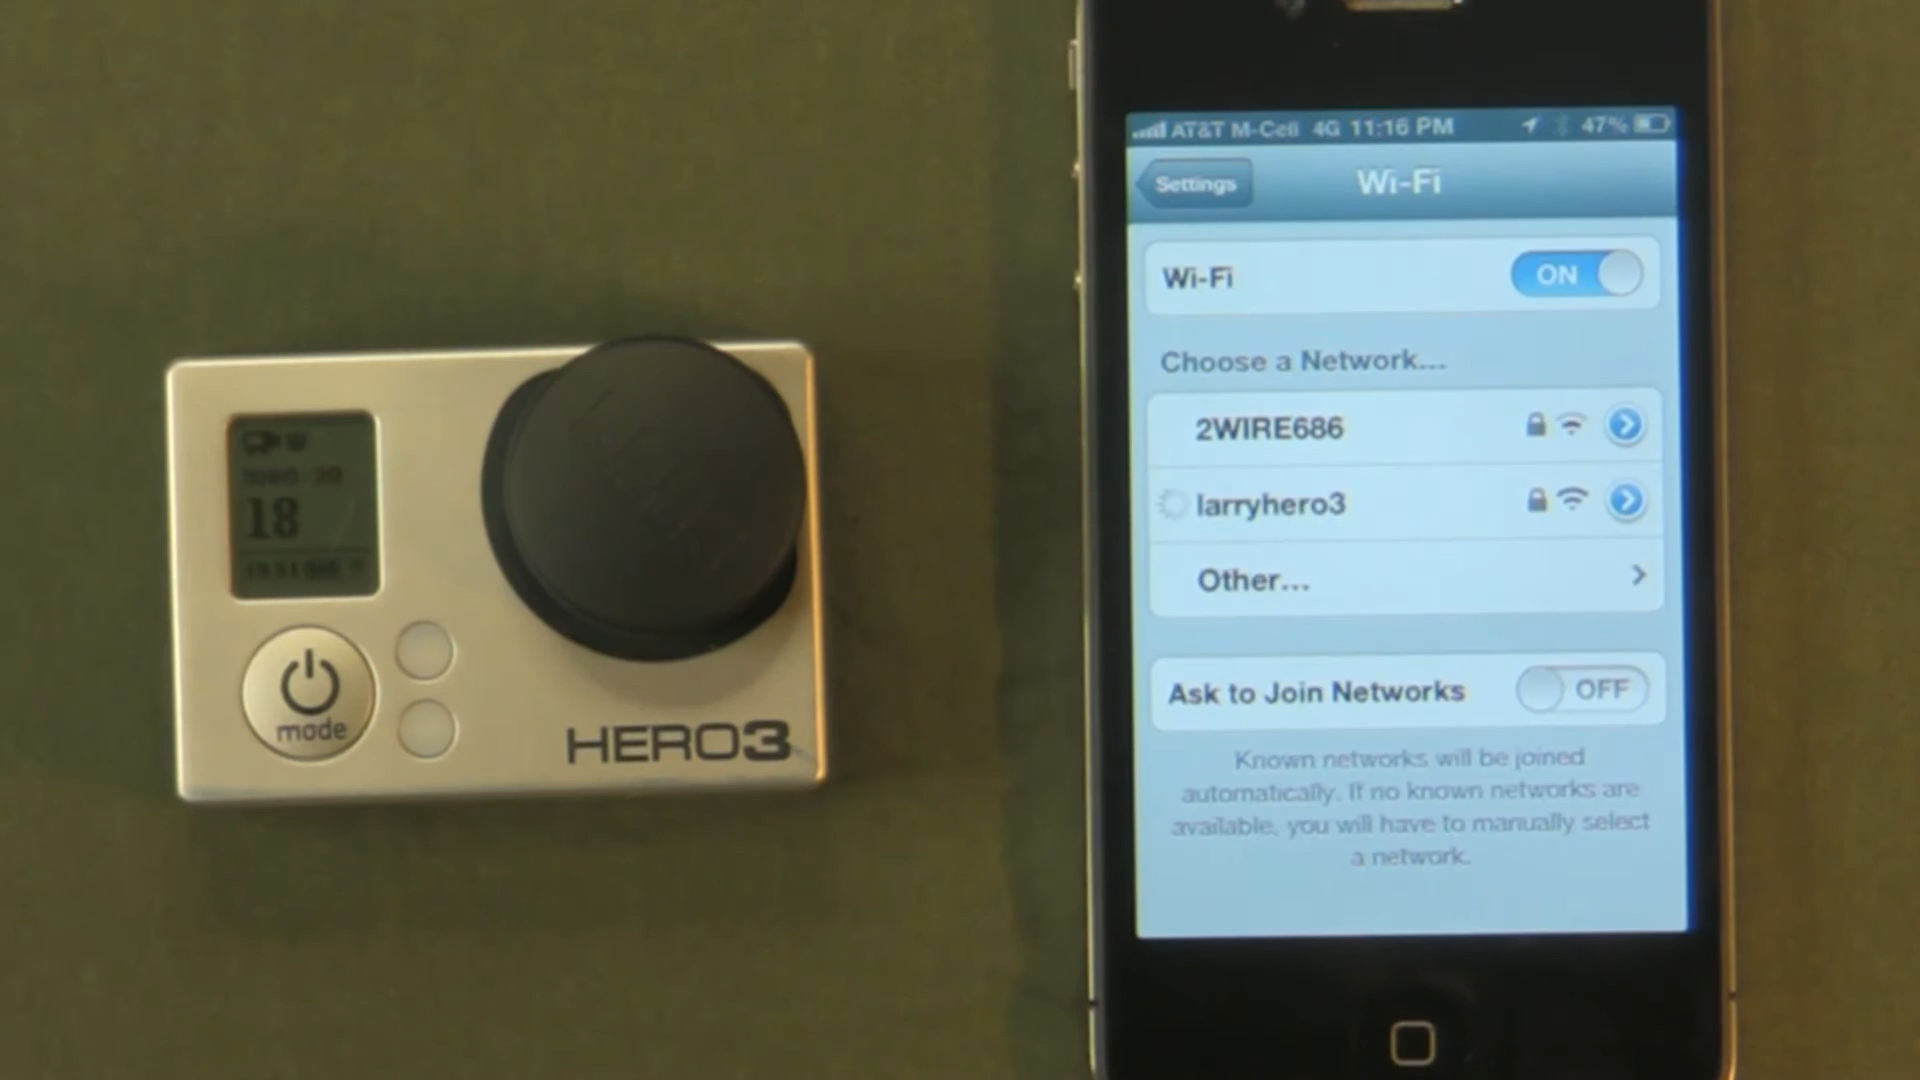 18
mode
HERO3
AT&T M-Cell 4G 11:16 PM 47%
Settings
Wi-Fi
Wi-Fi
ON
Choose a Network...
2WIRE686
larryhero3
Other...
Ask to Join Networks
OFF
Known networks will be joined
automatically. If no known networks are
available, you will have to manually select
a network.